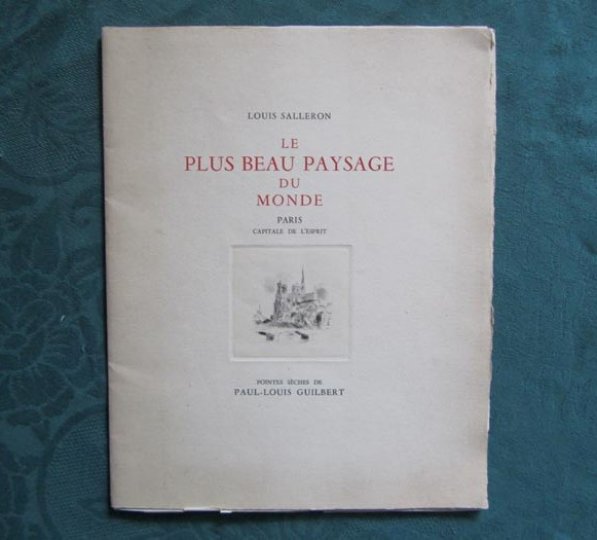 LOUIS SALLERON
LE
PLUS BEAU PAYSAGE
DU
MONDE
PARIS
CAPITALE DE L'ESPRIT
POINTES SÈCHES DE
PAUL-LOUIS GUILBERT